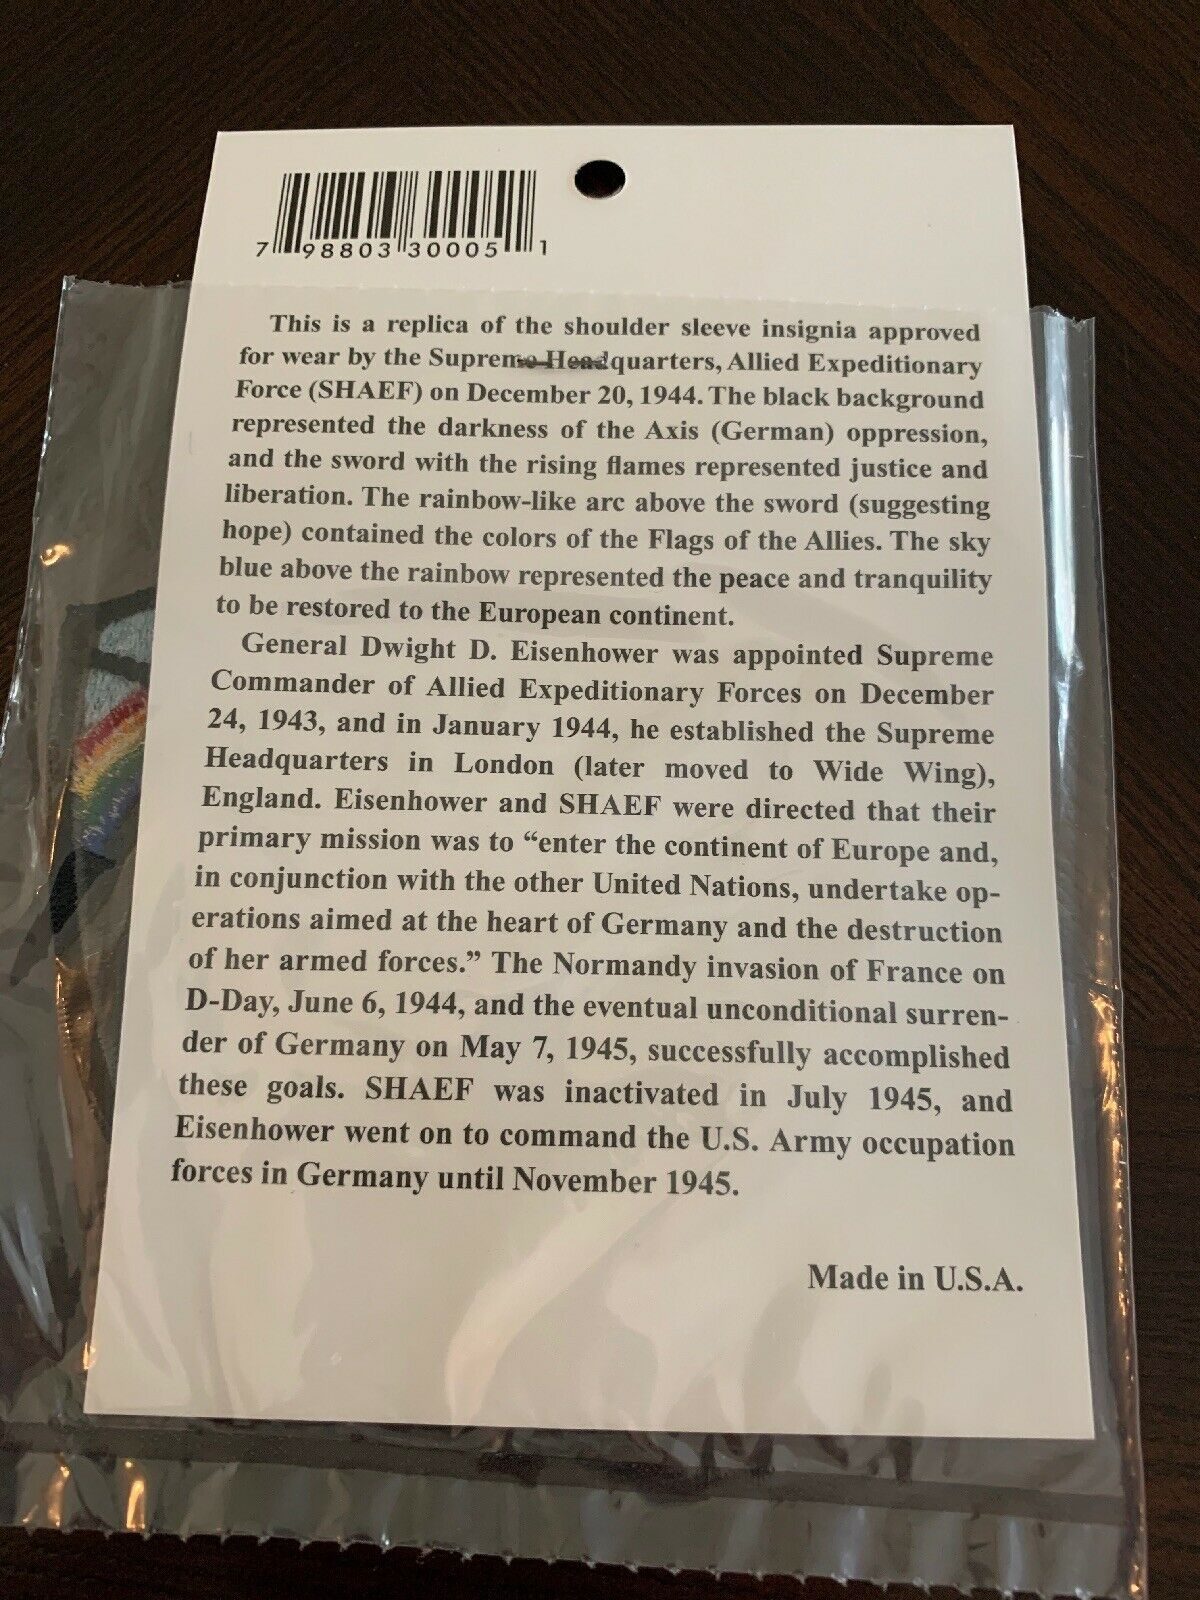 7 98803 30005 1
This is a replica of the shoulder sleeve insignia approved
for wear by the Supreme Headquarters, Allied Expeditionary
Force (SHAEF) on December 20, 1944. The black background
represented the darkness of the Axis (German) oppression,
and the sword with the rising flames represented justice and
liberation. The rainbow-like arc above the sword (suggesting
hope) contained the colors of the Flags of the Allies. The sky
blue above the rainbow represented the peace and tranquility
to be restored to the European continent.
General Dwight D. Eisenhower was appointed Supreme
Commander of Allied Expeditionary Forces on December
24, 1943, and in January 1944, he established the Supreme
Headquarters in London (later moved to Wide Wing),
England. Eisenhower and SHAEF were directed that their
primary mission was to “enter the continent of Europe and,
in conjunction with the other United Nations, undertake op-
erations aimed at the heart of Germany and the destruction
of her armed forces.” The Normandy invasion of France on
D-Day, June 6, 1944, and the eventual unconditional surren-
der of Germany on May 7, 1945, successfully accomplished
these goals. SHAEF was inactivated in July 1945, and
Eisenhower went on to command the U.S. Army occupation
forces in Germany until November 1945.
Made in U.S.A.